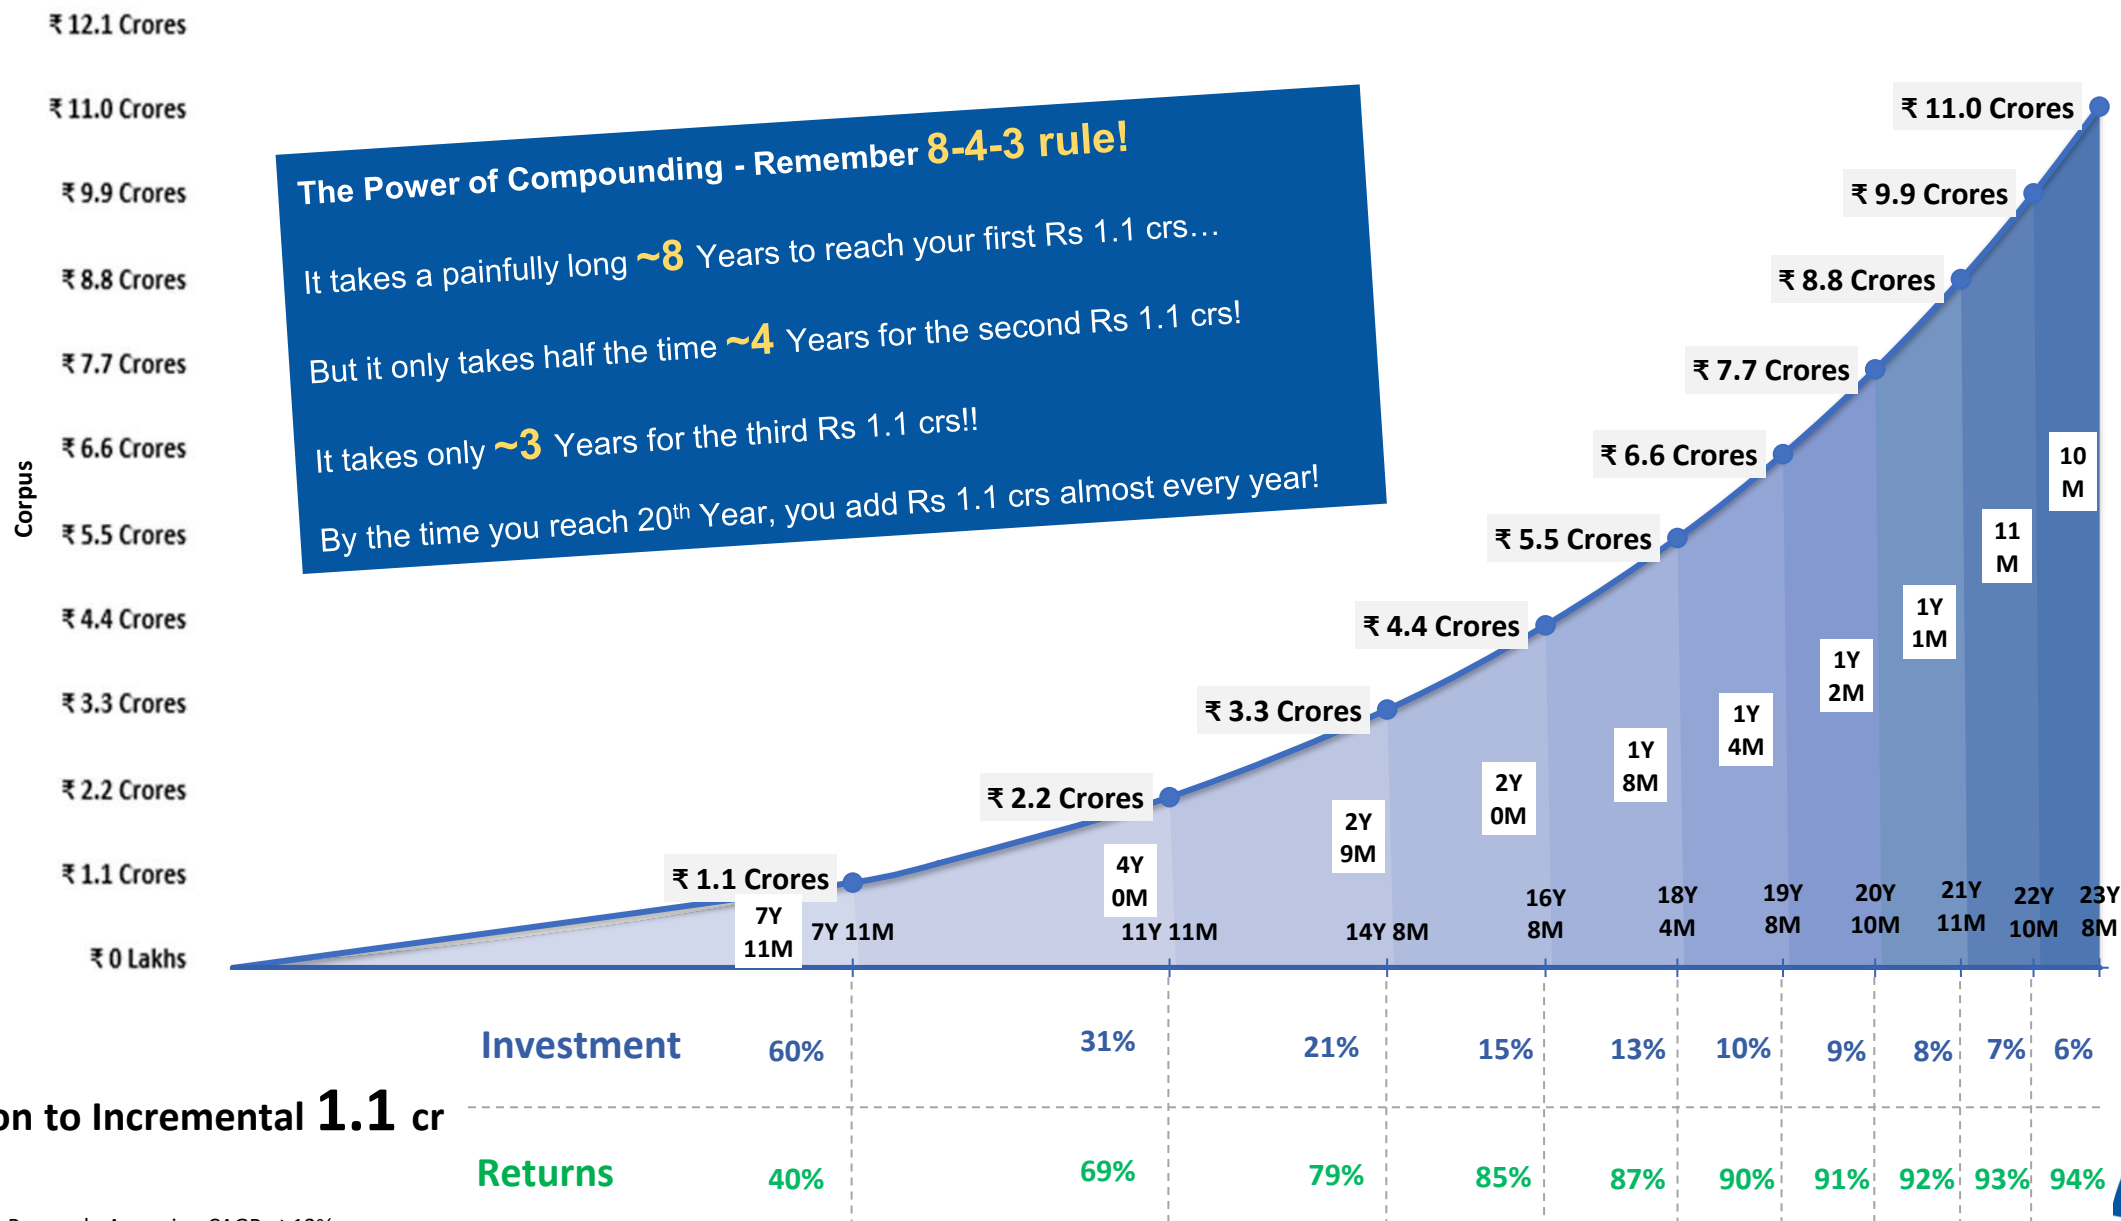 ₹ 12.1 Crores
₹ 11.0 Crores
₹ 9.9 Crores
₹ 8.8 Crores
₹ 7.7 Crores
₹ 6.6 Crores
₹ 5.5 Crores
₹ 4.4 Crores
₹ 3.3 Crores
₹ 2.2 Crores
₹ 1.1 Crores
₹ 0 Lakhs
Corpus
The Power of Compounding - Remember 8-4-3 rule!
It takes a painfully long ~8 Years to reach your first Rs 1.1 crs...
But it only takes half the time ~4 Years for the second Rs 1.1 crs!
It takes only ~3 Years for the third Rs 1.1 crs!!
By the time you reach 20th Year, you add Rs 1.1 crs almost every year!
₹ 1.1 Crores
₹ 2.2 Crores
₹ 3.3 Crores
₹ 4.4 Crores
₹ 5.5 Crores
₹ 6.6 Crores
₹ 7.7 Crores
₹ 8.8 Crores
₹ 9.9 Crores
₹ 11.0 Crores
7Y
11M
4Y
0M
2Y
9M
2Y
0M
1Y
8M
1Y
4M
1Y
2M
1Y
1M
11
M
10
M
7Y 11M
11Y 11M
14Y 8M
16Y
8M
18Y
4M
19Y
8M
20Y
10M
21Y
11M
22Y
10M
23Y
8M
Investment 60% 31% 21% 15% 13% 10% 9% 8% 7% 6%
on to Incremental 1.1 cr
Returns 40% 69% 79% 85% 87% 90% 91% 92% 93% 94%